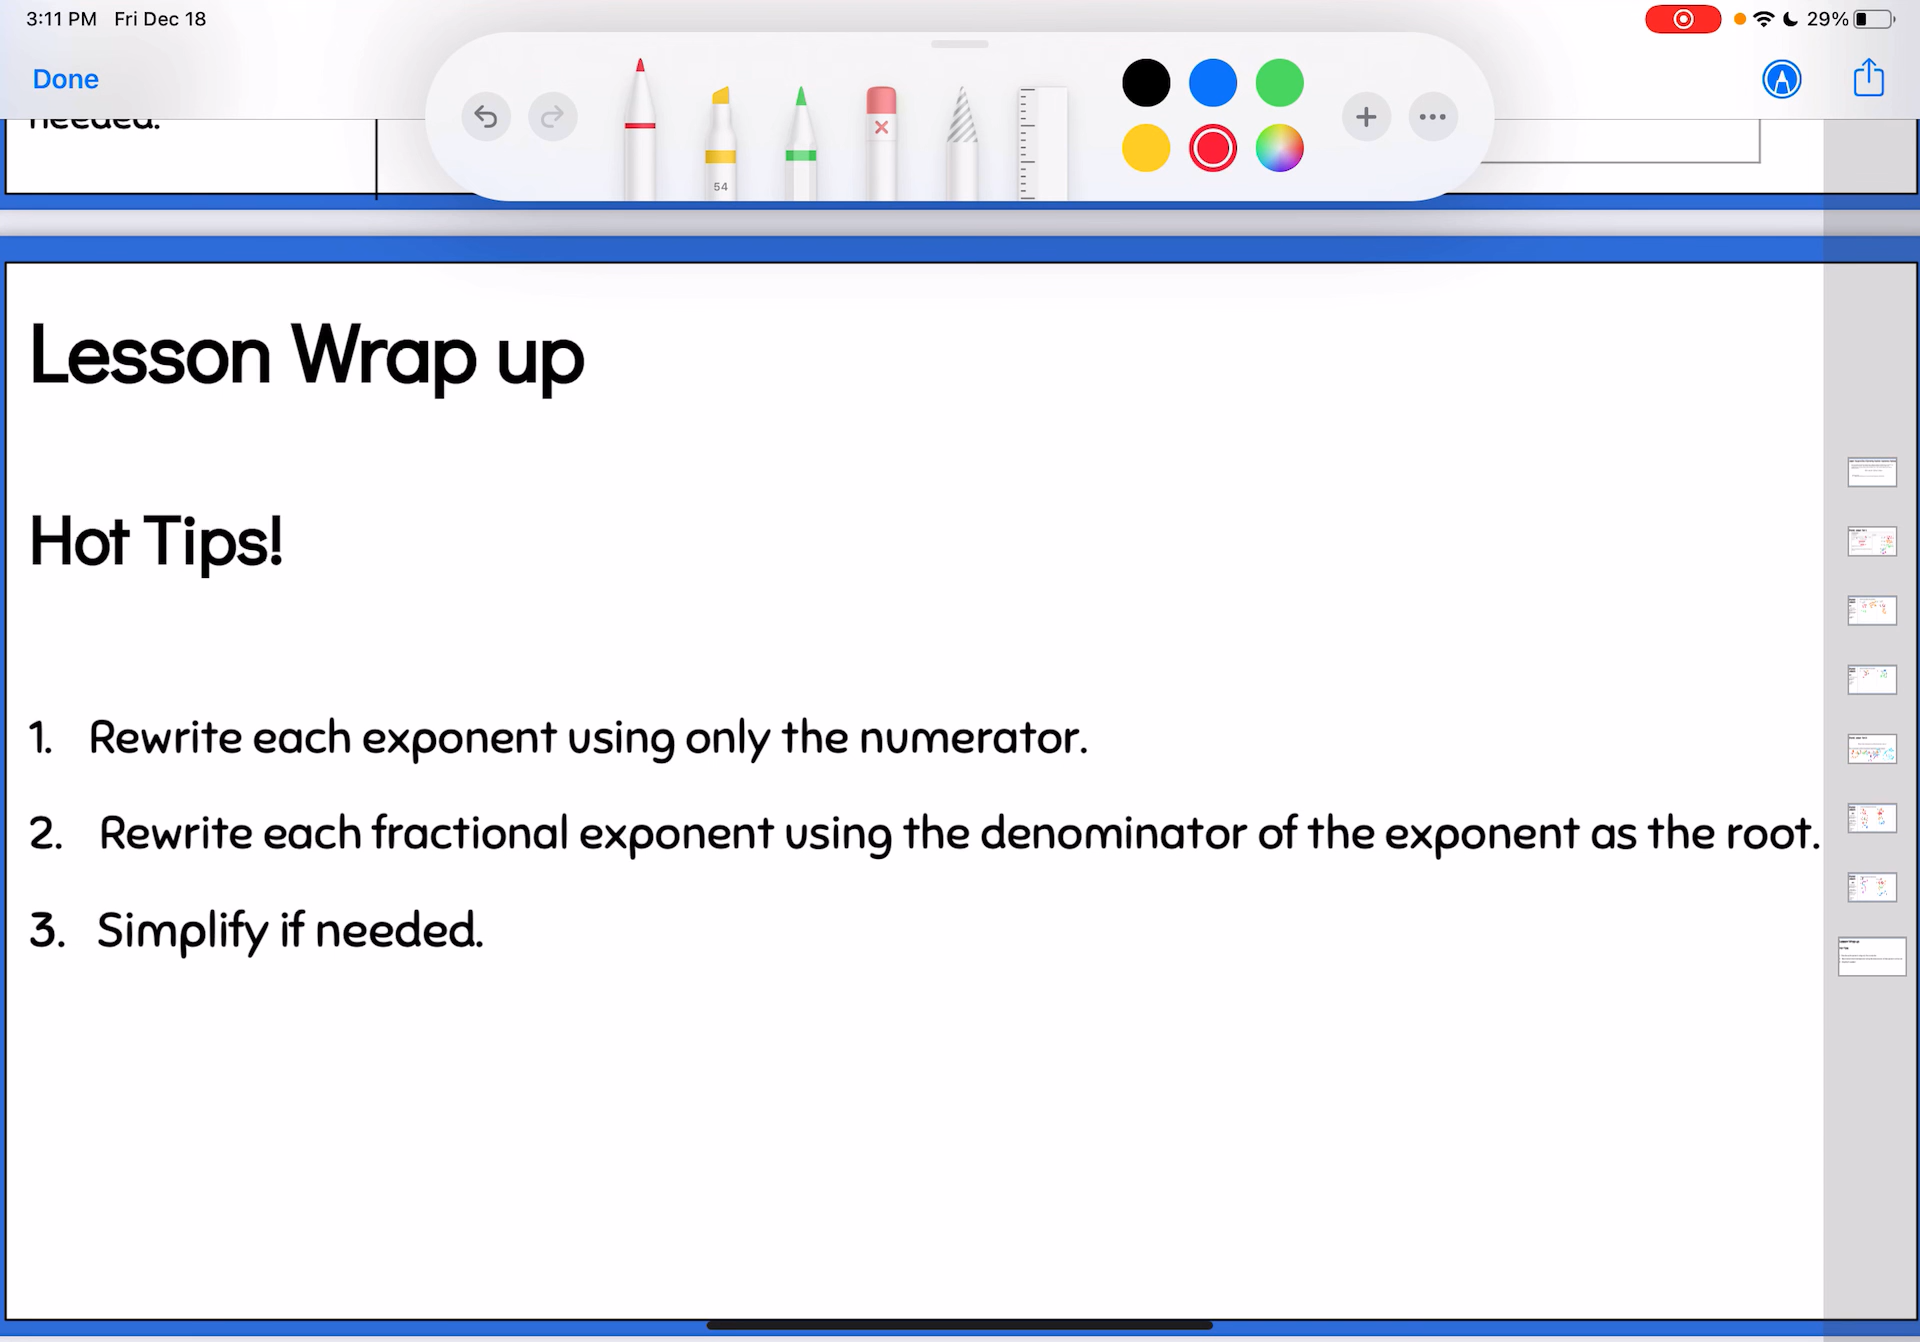 3:11 PM Fri Dec 18
29%
Done
needed.
54
Lesson Wrap up
Hot Tips!
1. Rewrite each exponent using only the numerator.
2. Rewrite each fractional exponent using the denominator of the exponent as the root.
3. Simplify if needed.